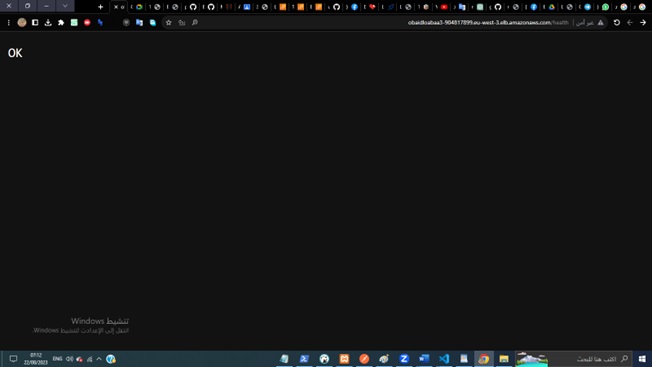 obaidloabaa3-904817899.eu-west-3.elb.amazonaws.com/health
غير آمن
OK
تنشيط Windows
انتقل إلى الإعدادات لتنشيط Windows.
07:12
22/08/2023
ENG
اكتب هنا للبحث